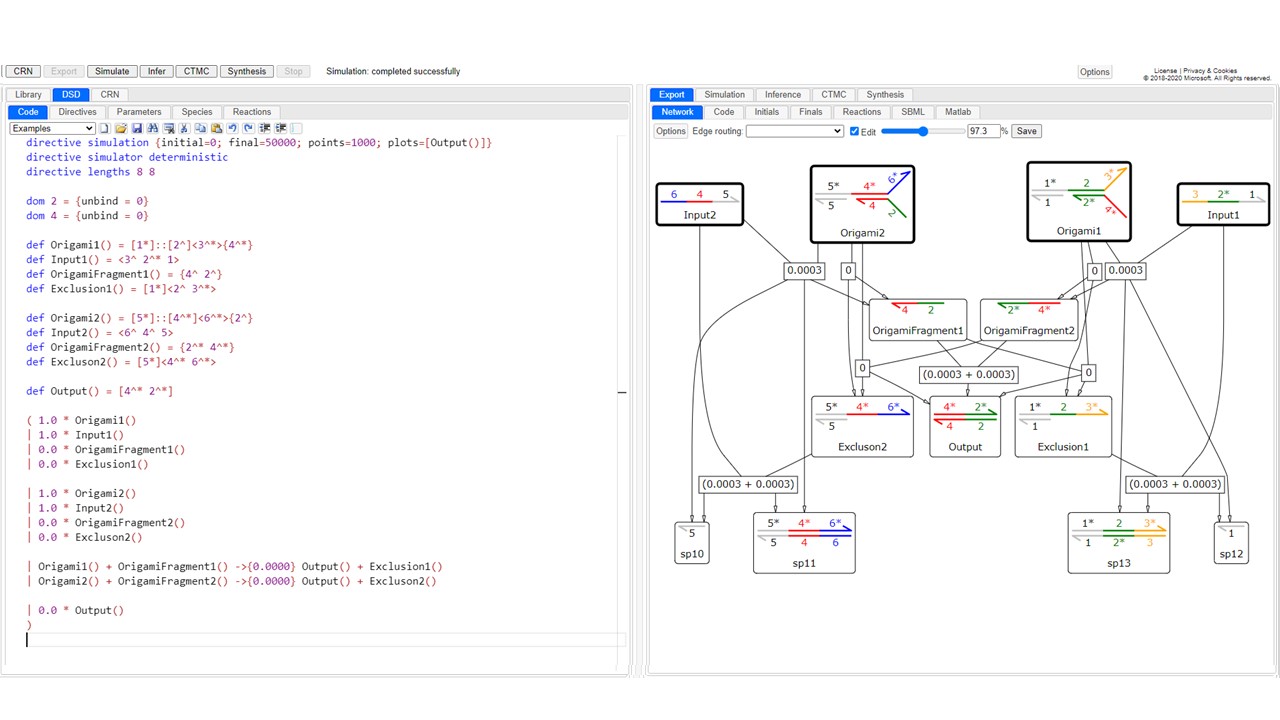 CRN Export Simulate Infer CTMC Synthesis Stop Simulation: completed successfully
Options
License | Privacy & Cookies
© 2018-2020 Microsoft. All Rights reserved.
Library DSD CRN
Code Directives Parameters Species Reactions
Examples
directive simulation {initial=0; final=50000; points=1000; plots=[Output()]}
directive simulator deterministic
directive lengths 8 8
dom 2 = {unbind = 0}
dom 4 = {unbind = 0}
def Origami1() = [1*]::[2^]<3^*>{4^*}
def Input1() = <3^ 2^* 1>
def OrigamiFragment1() = {4^ 2^}
def Exclusion1() = [1*]<2^ 3^*>
def Origami2() = [5*]::[4^*]<6^*>{2^}
def Input2() = <6^ 4^ 5>
def OrigamiFragment2() = {2^* 4^*}
def Excluson2() = [5*]<4^* 6^*>
def Output() = [4^* 2^*]
( 1.0 * Origami1()
| 1.0 * Input1()
| 0.0 * OrigamiFragment1()
| 0.0 * Exclusion1()
| 1.0 * Origami2()
| 1.0 * Input2()
| 0.0 * OrigamiFragment2()
| 0.0 * Excluson2()
| Origami1() + OrigamiFragment1() ->{0.0000} Output() + Exclusion1()
| Origami2() + OrigamiFragment2() ->{0.0000} Output() + Excluson2()
| 0.0 * Output()
)
Export Simulation Inference CTMC Synthesis
Network Code Initials Finals Reactions SBML Matlab
Options Edge routing: Edit 97.3 % Save
6 4 5
Input2
5* 4* 6*
5 4 2
Origami2
1* 2 3*
1 2* 4*
Origami1
3 2* 1
Input1
0.0003 0 0 0.0003
4 2
OrigamiFragment1
2* 4*
OrigamiFragment2
0 (0.0003 + 0.0003) 0
5* 4* 6*
5
Excluson2
4* 2*
4 2
Output
1* 2 3*
1
Exclusion1
(0.0003 + 0.0003) (0.0003 + 0.0003)
5
sp10
5* 4* 6*
5 4 6
sp11
1* 2 3*
1 2* 3
sp13
1
sp12